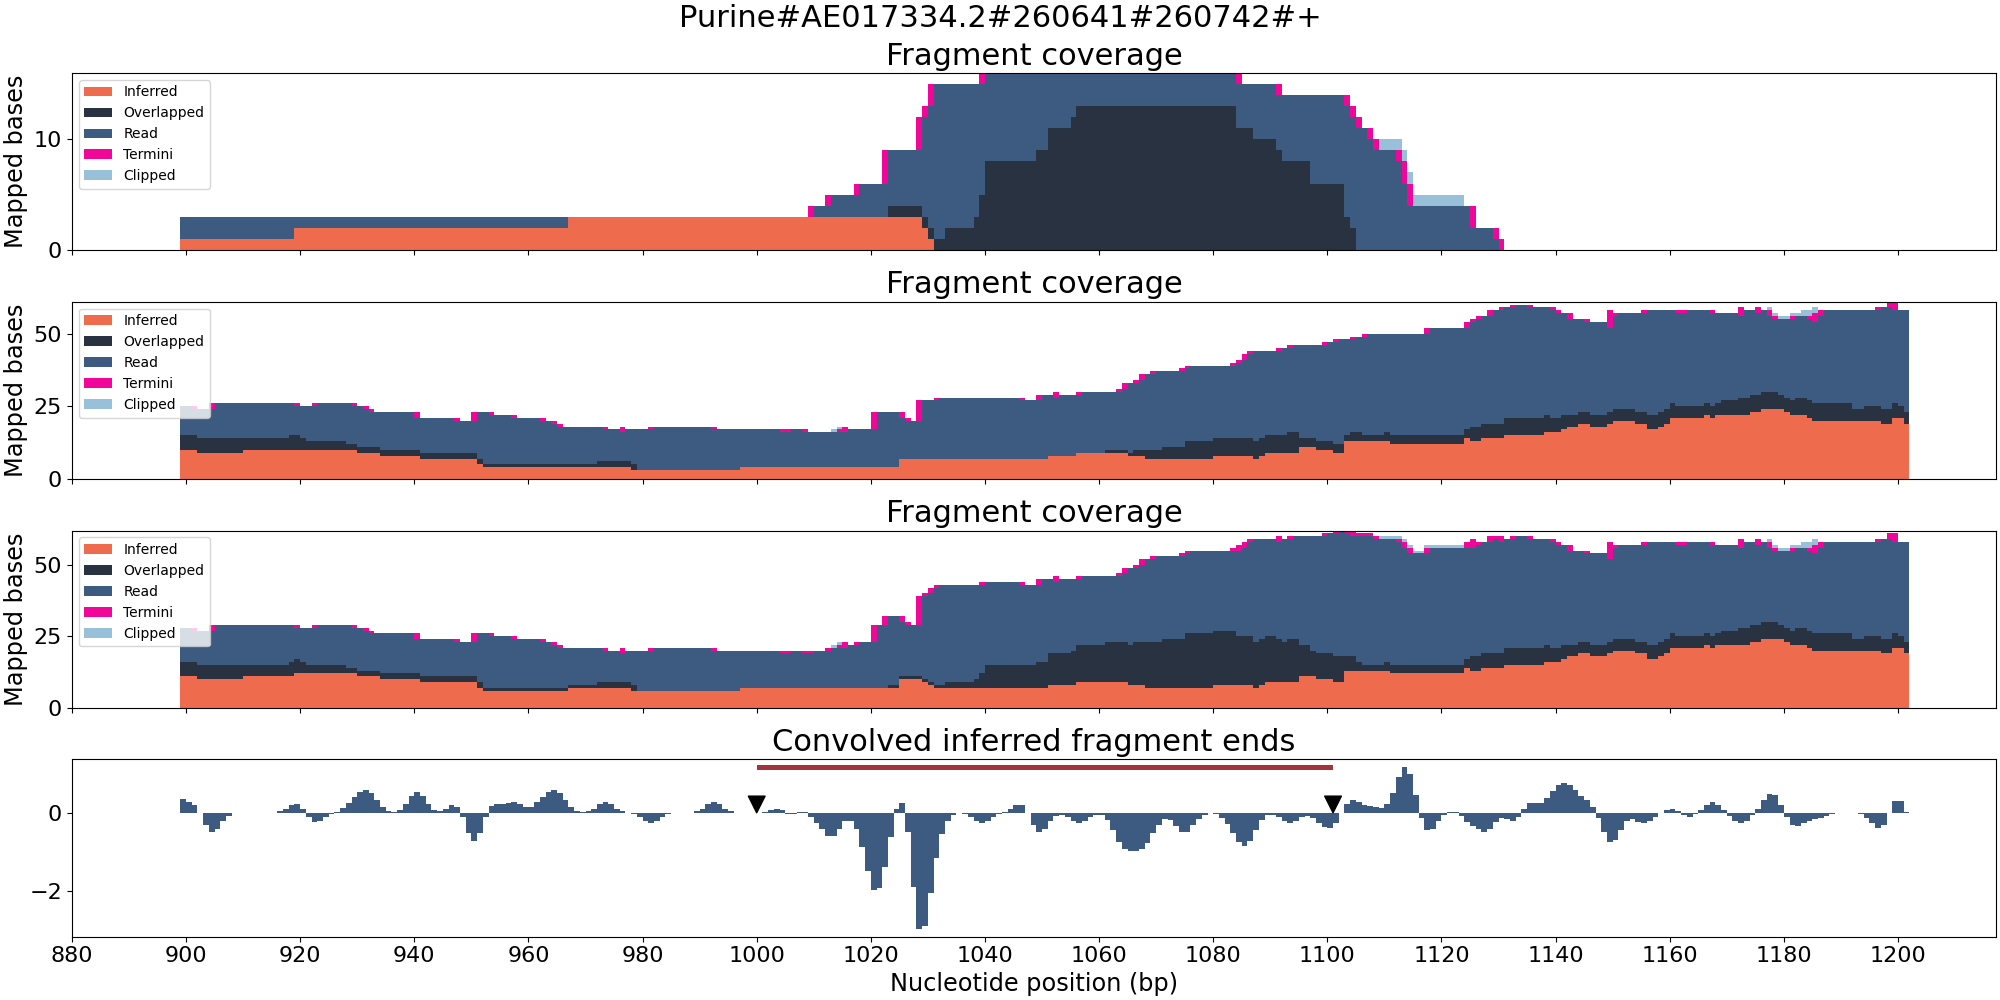 Purine#AE017334.2#260641#260742#+
Fragment coverage
Mapped bases
10
0
Inferred
Overlapped
Read
Termini
Clipped
Fragment coverage
Mapped bases
50
25
0
Inferred
Overlapped
Read
Termini
Clipped
Fragment coverage
Mapped bases
50
25
0
Inferred
Overlapped
Read
Termini
Clipped
Convolved inferred fragment ends
0
−2
880 900 920 940 960 980 1000 1020 1040 1060 1080 1100 1120 1140 1160 1180 1200
Nucleotide position (bp)